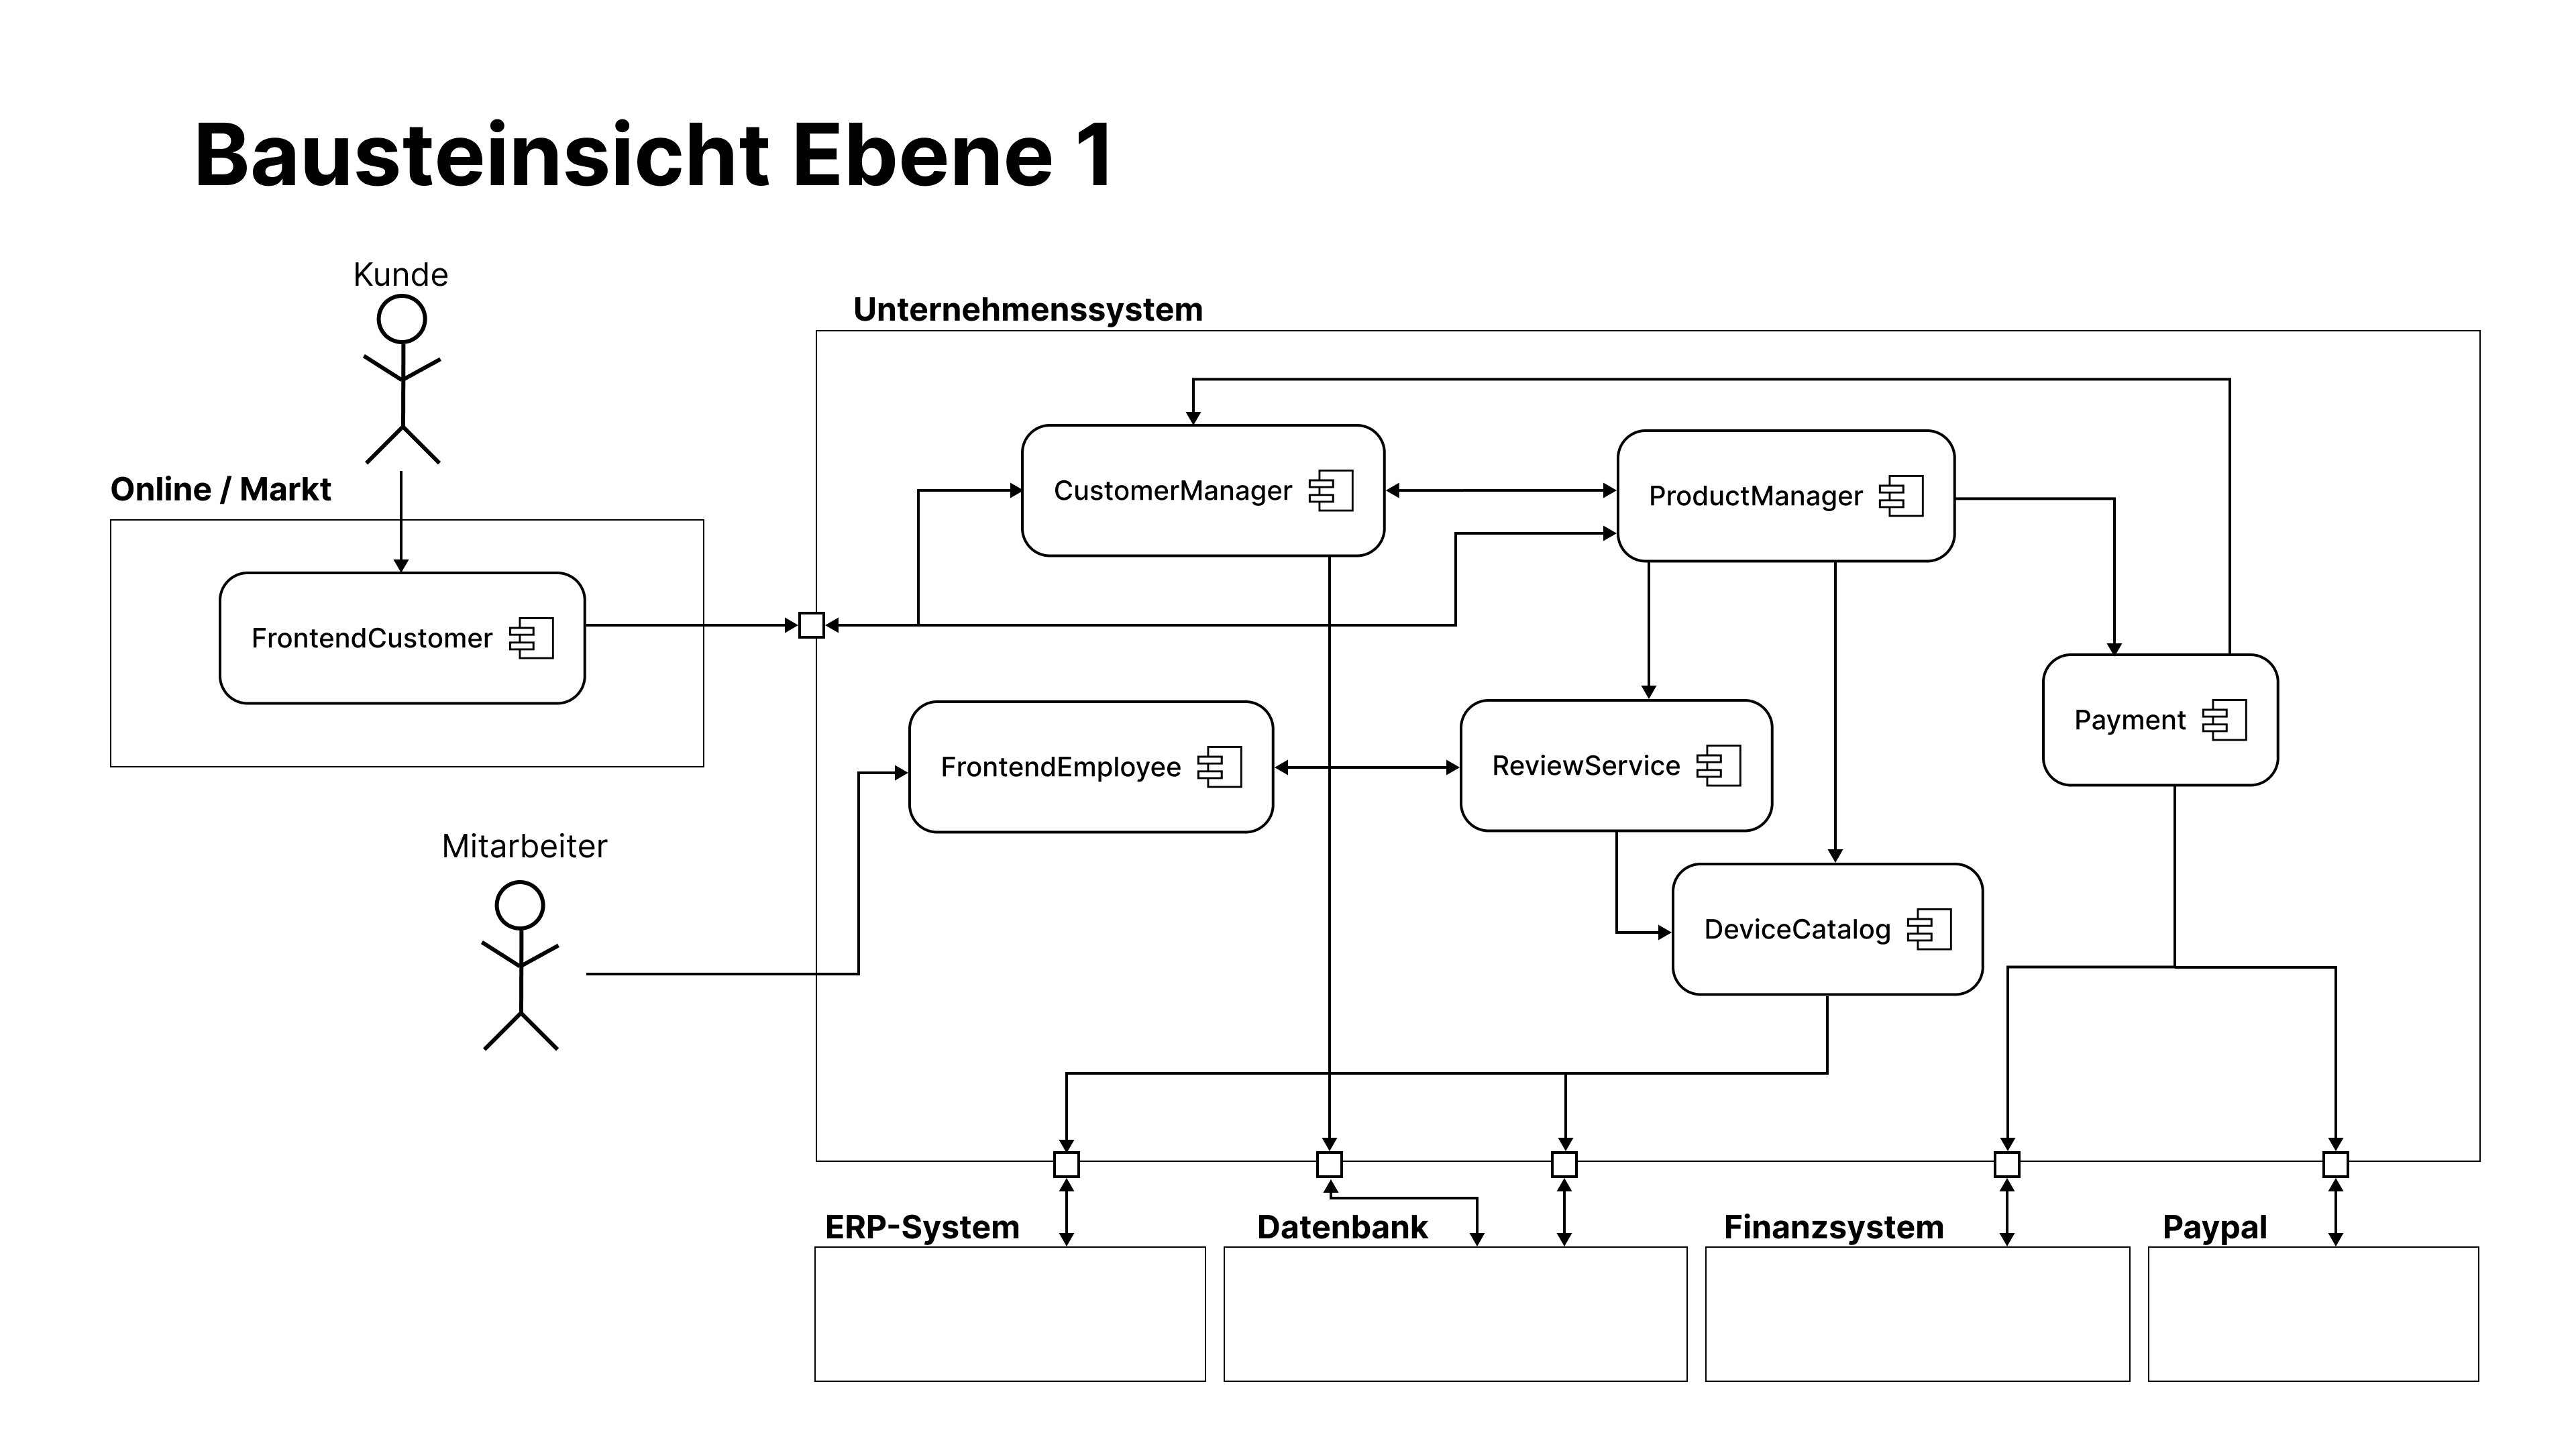 Bausteinsicht Ebene 1
Kunde
Unternehmenssystem
Online / Markt
CustomerManager
ProductManager
FrontendCustomer
FrontendEmployee
ReviewService
Payment
Mitarbeiter
DeviceCatalog
ERP-System
Datenbank
Finanzsystem
Paypal